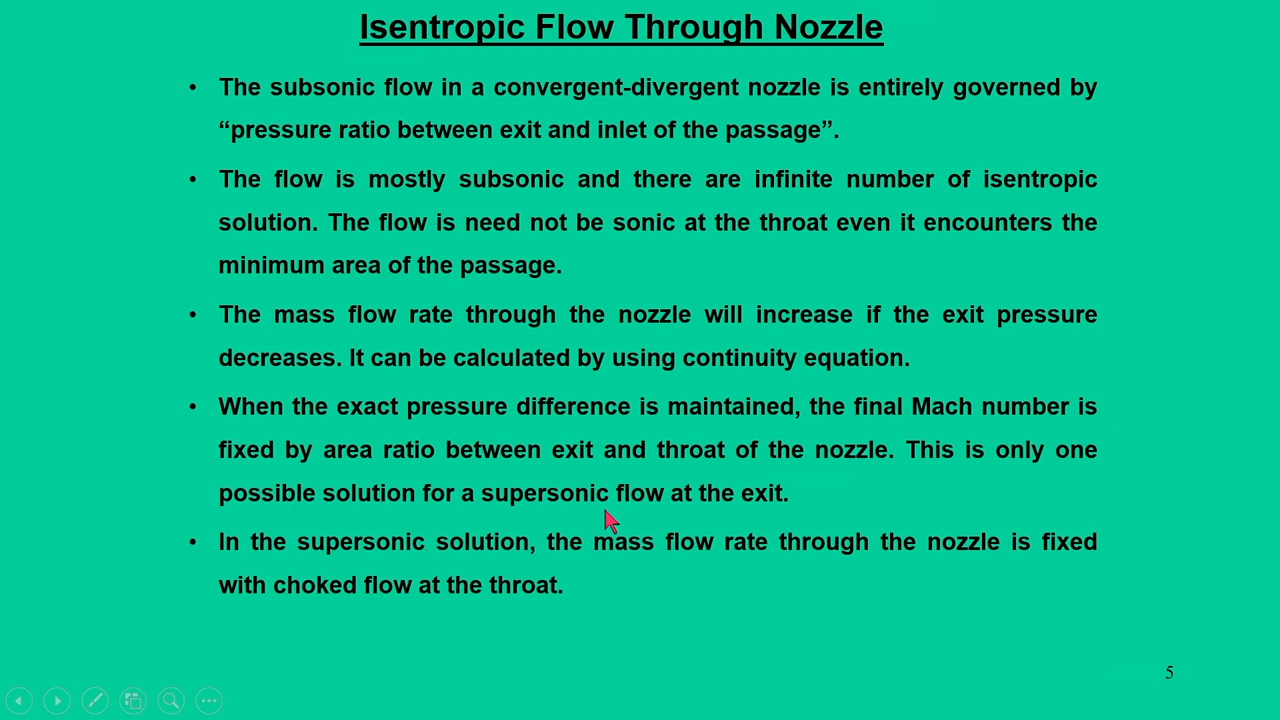 Isentropic Flow Through Nozzle
• The subsonic flow in a convergent-divergent nozzle is entirely governed by
“pressure ratio between exit and inlet of the passage”.
• The flow is mostly subsonic and there are infinite number of isentropic
solution. The flow is need not be sonic at the throat even it encounters the
minimum area of the passage.
• The mass flow rate through the nozzle will increase if the exit pressure
decreases. It can be calculated by using continuity equation.
• When the exact pressure difference is maintained, the final Mach number is
fixed by area ratio between exit and throat of the nozzle. This is only one
possible solution for a supersonic flow at the exit.
• In the supersonic solution, the mass flow rate through the nozzle is fixed
with choked flow at the throat.
5